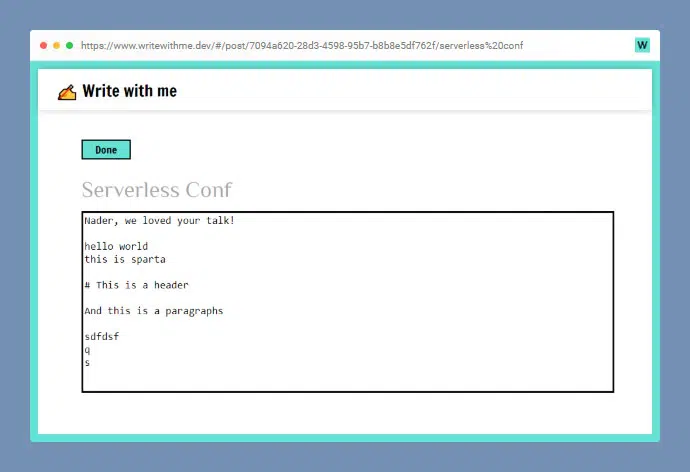 https://www.writewithme.dev/#/post/7094a620-28d3-4598-95b7-b8b8e5df762f/serverless%20conf
W
Write with me
Done
Serverless Conf
Nader, we loved your talk!
hello world
this is sparta
# This is a header
And this is a paragraphs
sdfdsf
q
s